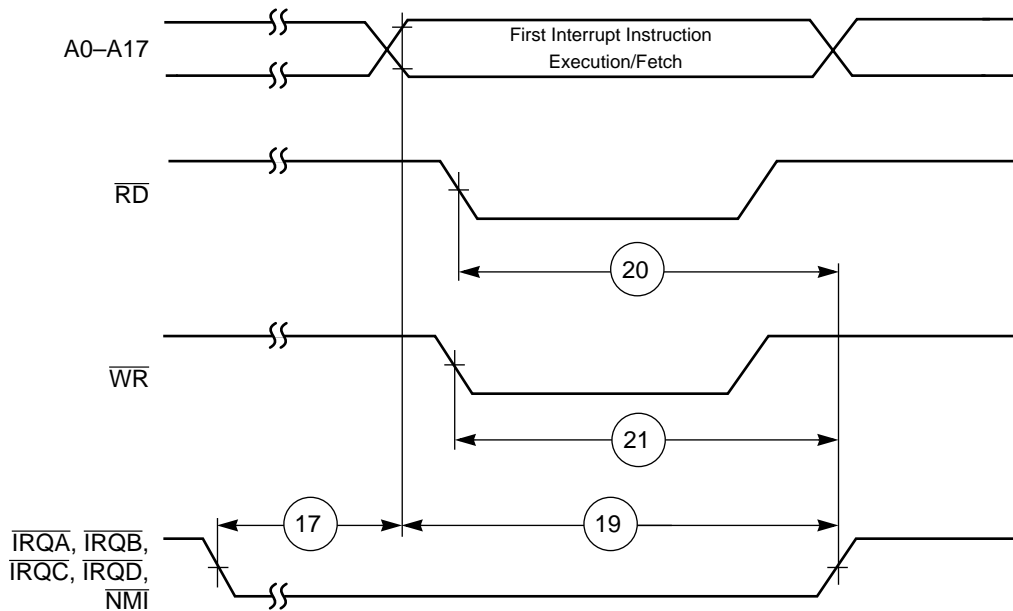 A0–A17
First Interrupt Instruction
Execution/Fetch
RD
20
WR
21
17
19
IRQA, IRQB,
IRQC, IRQD,
NMI